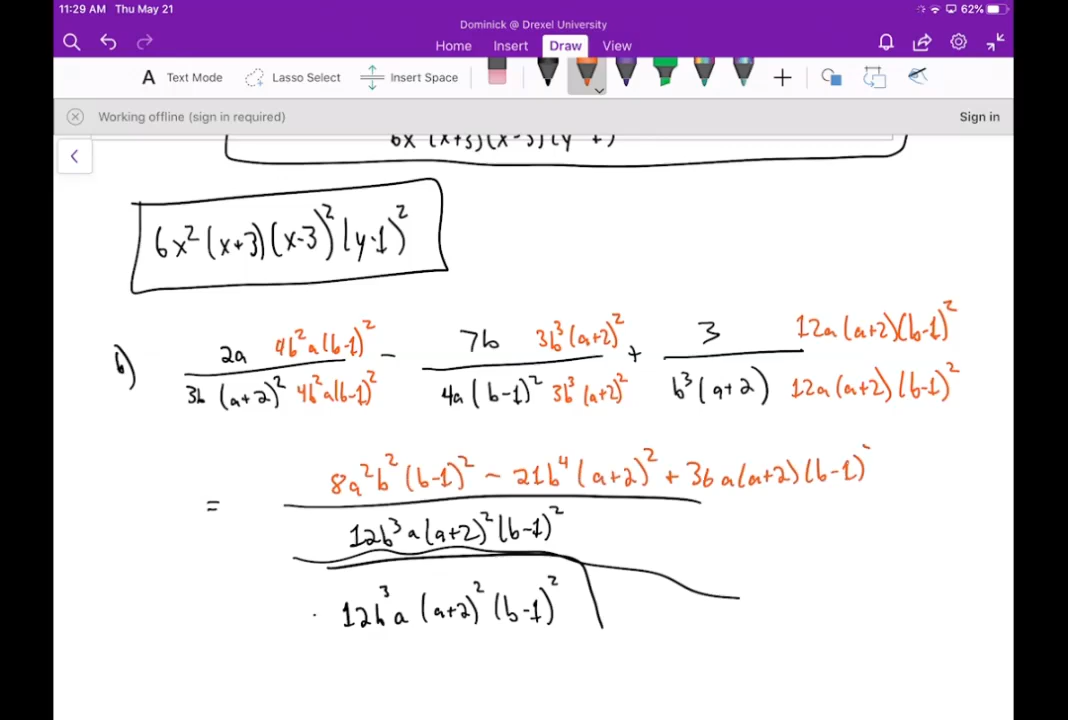 11:29 AM Thu May 21 62%
Dominick @ Drexel University
Home Insert Draw View
A Text Mode Lasso Select Insert Space
Working offline (sign in required) Sign in
6x²(x+3)(x-3)²(y-1)²
6) 2a 4b²a(b-1)² - 7b 3b³(a+2)² + 3 12a(a+2)(b-1)²
3b(a+2)² 4b²a(b-1)² 4a(b-1)² 3b³(a+2)² b³(a+2) 12a(a+2)(b-1)²
= 8a²b²(b-1)² - 21b⁴(a+2)² + 36a(a+2)(b-1)
12b³a(a+2)²(b-1)²
12b³a(a+2)²(b-1)²